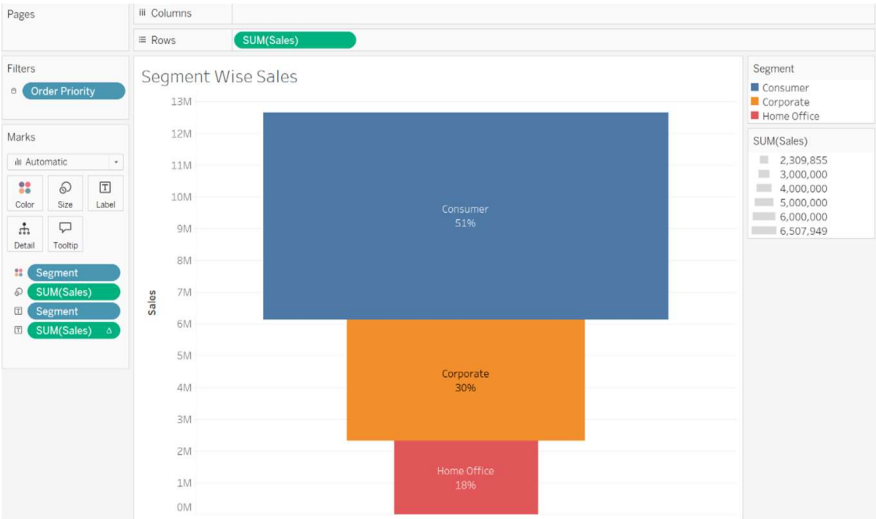 Pages
Columns
Rows
SUM(Sales)
Filters
Order Priority
Marks
Automatic
Color
Size
Label
Detail
Tooltip
Segment
SUM(Sales)
Segment
SUM(Sales)
Segment Wise Sales
Sales
13M
12M
11M
10M
9M
8M
7M
6M
5M
4M
3M
2M
1M
0M
Consumer
51%
Corporate
30%
Home Office
18%
Segment
Consumer
Corporate
Home Office
SUM(Sales)
2,309,855
3,000,000
4,000,000
5,000,000
6,000,000
6,507,949